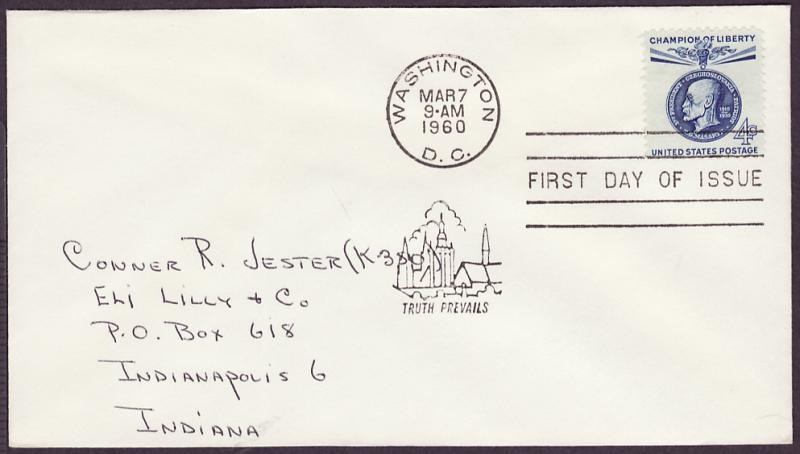 CHAMPION OF LIBERTY
4¢
UNITED STATES POSTAGE
WASHINGTON
MAR 7
9-AM
1960
D. C.
FIRST DAY OF ISSUE
TRUTH PREVAILS
Conner R. Jester (K-380)
Eli Lilly + Co
P.O. Box 618
Indianapolis 6
Indiana